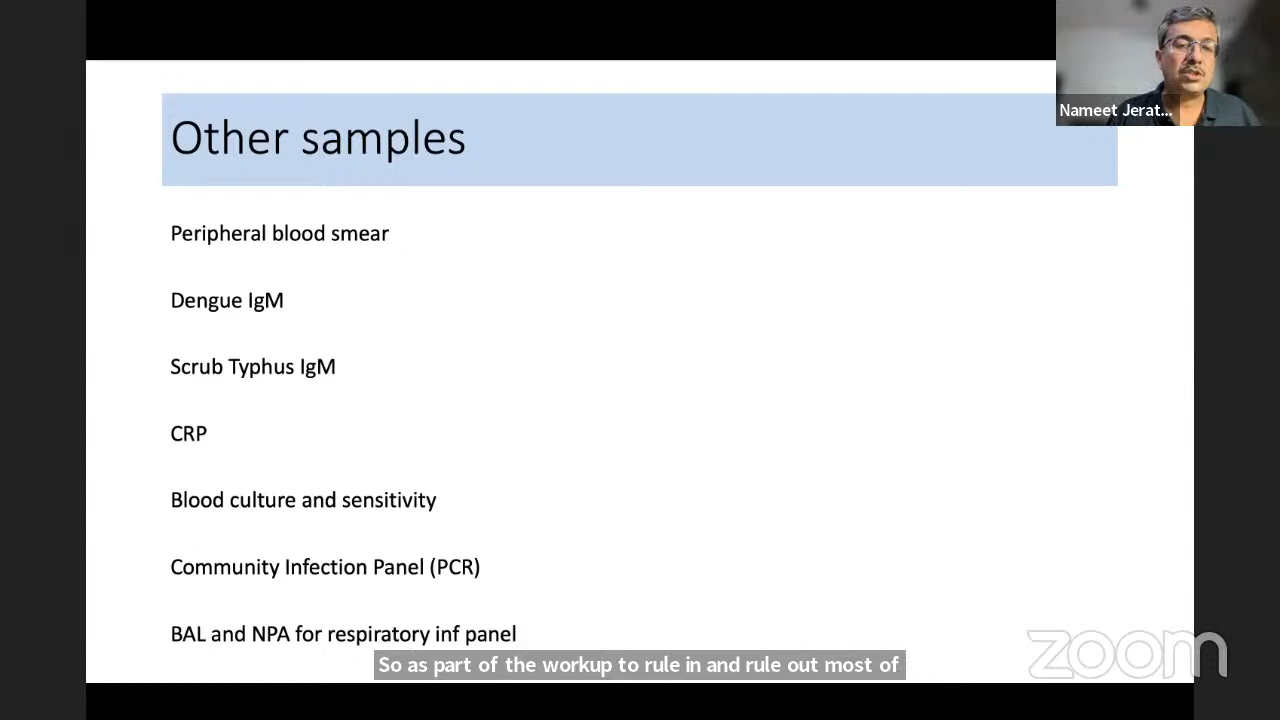 Nameet Jerat...
Other samples
Peripheral blood smear
Dengue IgM
Scrub Typhus IgM
CRP
Blood culture and sensitivity
Community Infection Panel (PCR)
BAL and NPA for respiratory inf panel
So as part of the workup to rule in and rule out most of
zoom